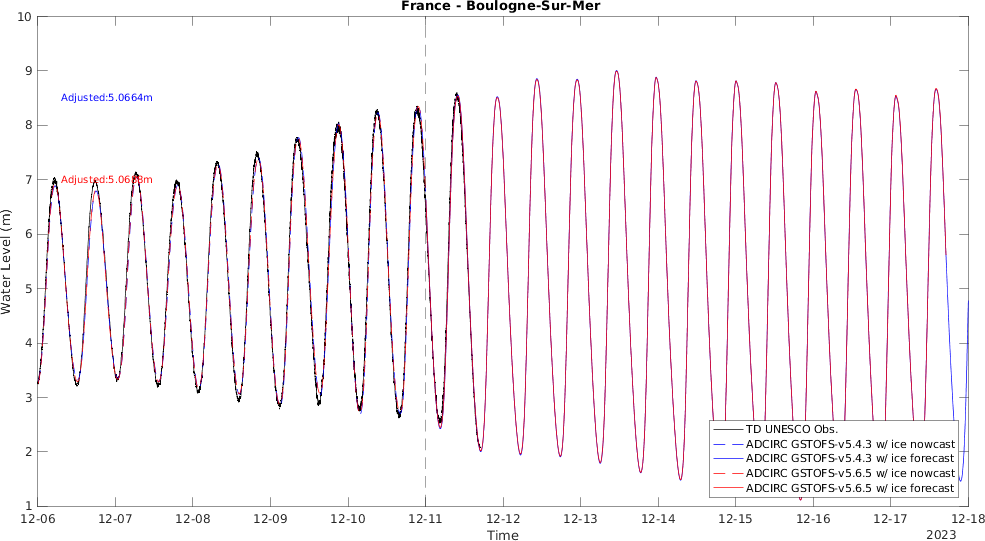 France - Boulogne-Sur-Mer
10
9
8
7
6
5
4
3
2
1
Water Level (m)
Adjusted:5.0664m
TD UNESCO Obs.
ADCIRC GSTOFS-v5.4.3 w/ ice nowcast
ADCIRC GSTOFS-v5.4.3 w/ ice forecast
ADCIRC GSTOFS-v5.6.5 w/ ice nowcast
ADCIRC GSTOFS-v5.6.5 w/ ice forecast
12-06 12-07 12-08 12-09 12-10 12-11 12-12 12-13 12-14 12-15 12-16 12-17 12-18
Time
2023